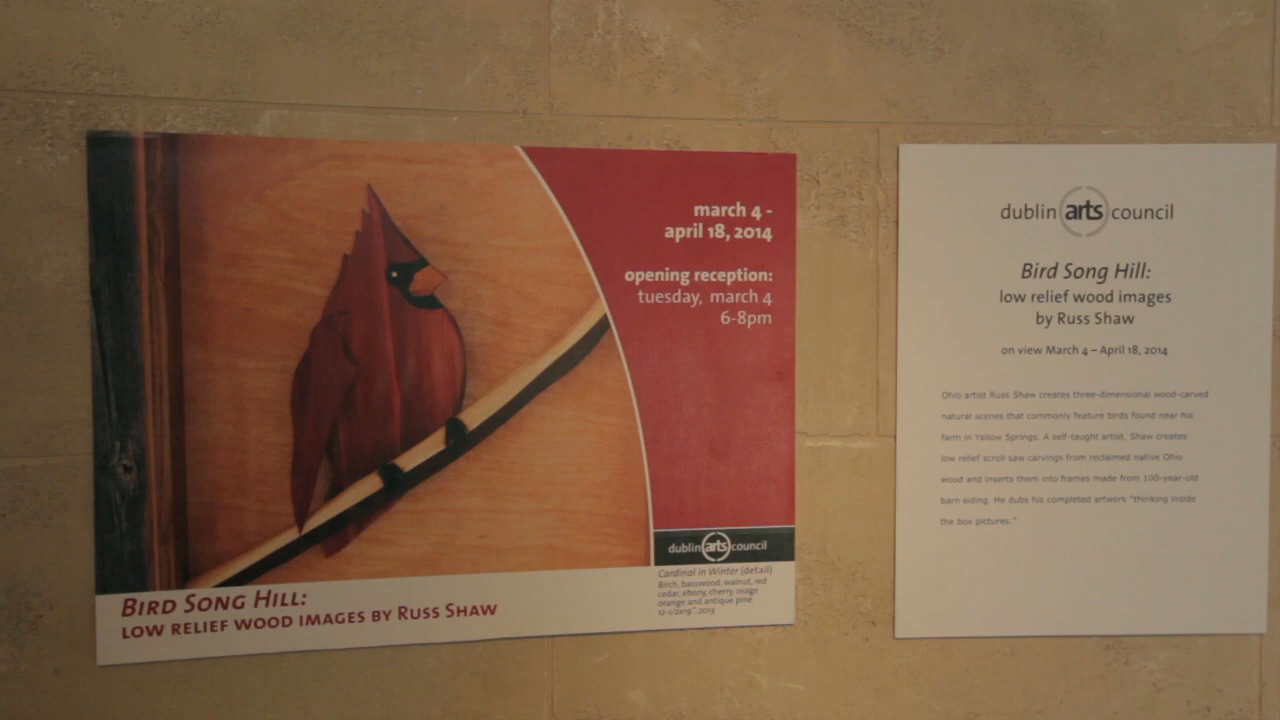 march 4 -
april 18, 2014
opening reception:
tuesday, march 4
6-8pm
dublin arts council
Cardinal in Winter (detail)
Birch, basswood, walnut, red
cedar, ebony, cherry, osage
orange and antique pine
12-1/2x19", 2013
BIRD SONG HILL:
LOW RELIEF WOOD IMAGES BY RUSS SHAW
dublin arts council
Bird Song Hill:
low relief wood images
by Russ Shaw
on view March 4 – April 18, 2014
Ohio artist Russ Shaw creates three-dimensional wood-carved
natural scenes that commonly feature birds found near his
farm in Yellow Springs. A self-taught artist, Shaw creates
low relief scroll saw carvings from reclaimed native Ohio
wood and inserts them into frames made from 100-year-old
barn siding. He dubs his completed artwork "thinking inside
the box pictures."